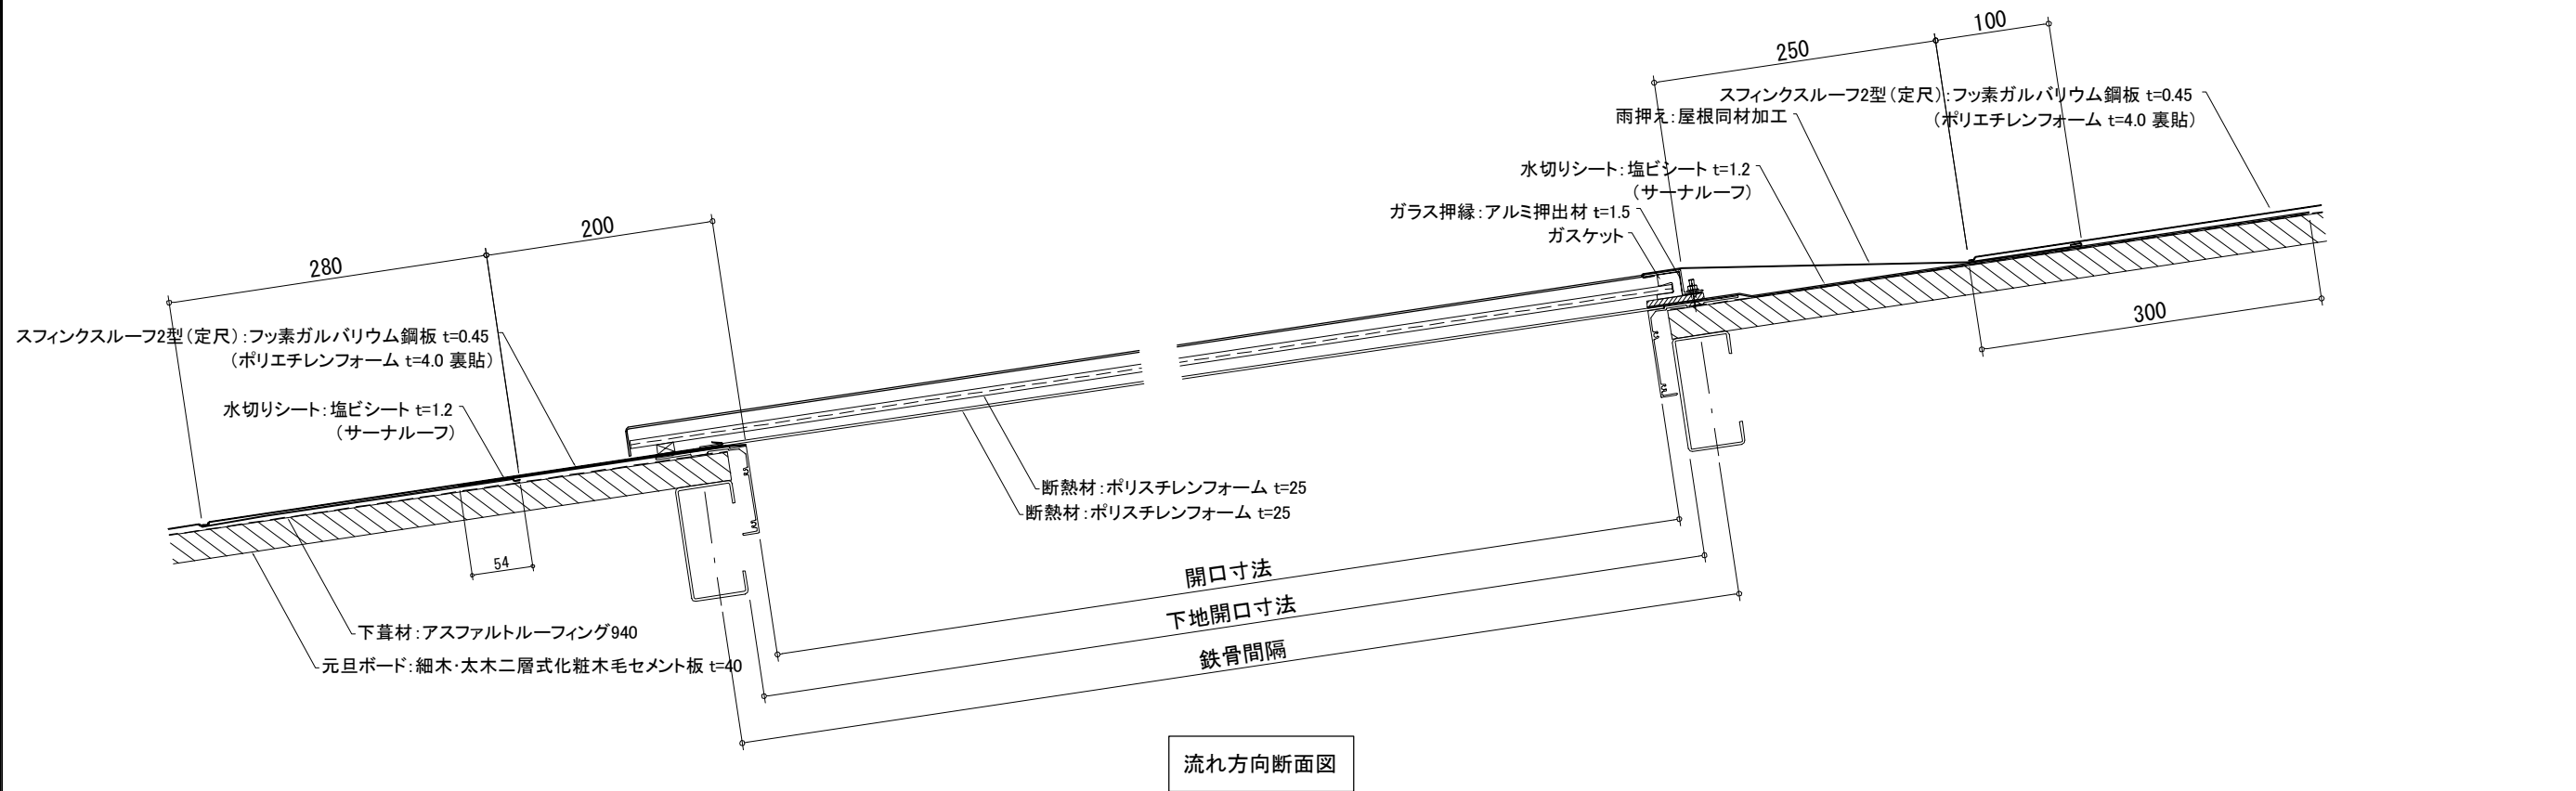 100
250
スフィンクスルーフ2型(定尺):フッ素ガルバリウム鋼板 t=0.45
(ポリエチレンフォーム t=4.0 裏貼)
雨押え:屋根同材加工
水切りシート:塩ビシート t=1.2
(サーナルーフ)
ガラス押縁:アルミ押出材 t=1.5
ガスケット
200
280
300
スフィンクスルーフ2型(定尺):フッ素ガルバリウム鋼板 t=0.45
(ポリエチレンフォーム t=4.0 裏貼)
水切りシート:塩ビシート t=1.2
(サーナルーフ)
断熱材:ポリスチレンフォーム t=25
断熱材:ポリスチレンフォーム t=25
54
開口寸法
下地開口寸法
鉄骨間隔
下葺材:アスファルトルーフィング940
元旦ボード:細木・太木二層式化粧木毛セメント板 t=40
流れ方向断面図